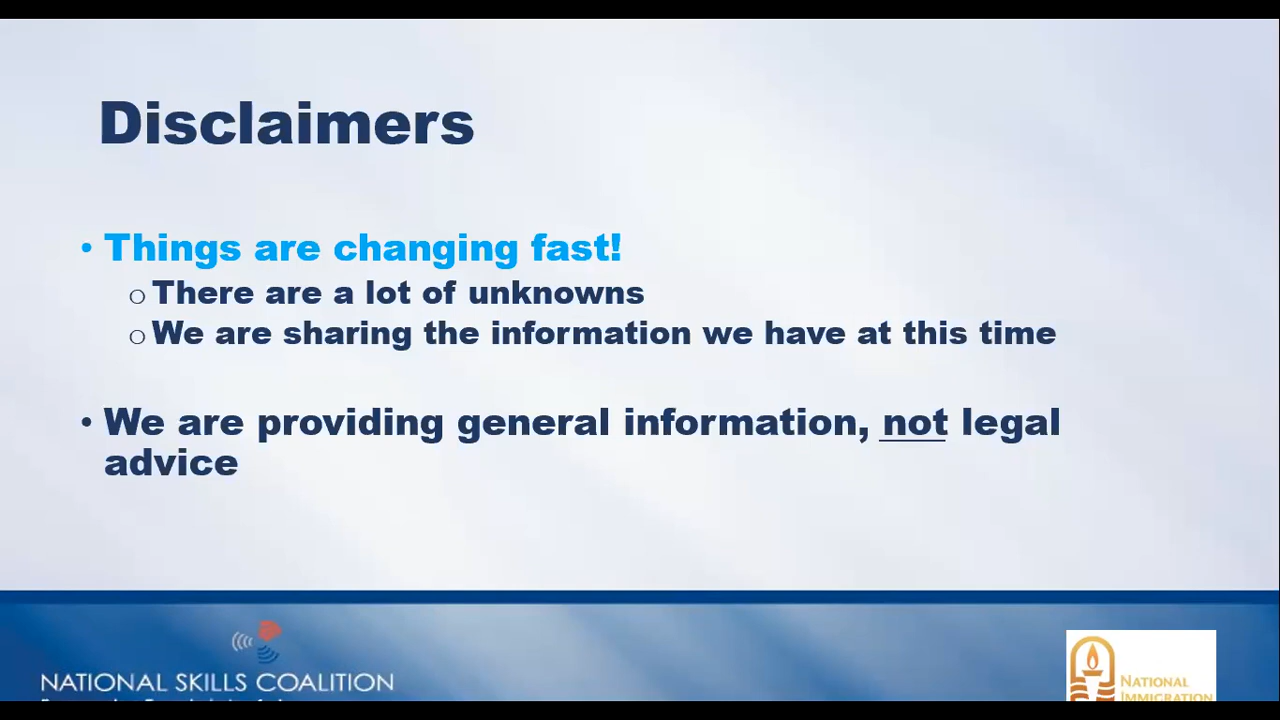 Disclaimers
• Things are changing fast!
o There are a lot of unknowns
o We are sharing the information we have at this time
• We are providing general information, not legal
advice
NATIONAL SKILLS COALITION
NATIONAL
IMMIGRATION